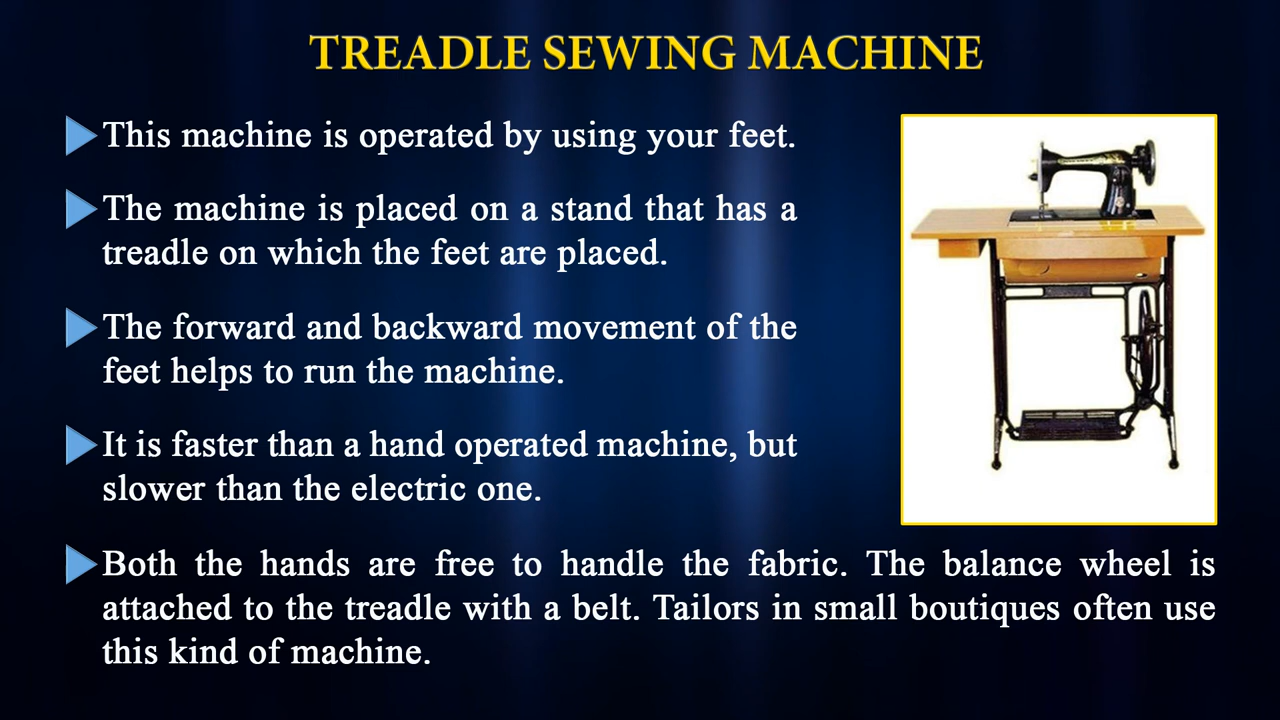 TREADLE SEWING MACHINE
This machine is operated by using your feet.
The machine is placed on a stand that has a
treadle on which the feet are placed.
The forward and backward movement of the
feet helps to run the machine.
It is faster than a hand operated machine, but
slower than the electric one.
Both the hands are free to handle the fabric. The balance wheel is
attached to the treadle with a belt. Tailors in small boutiques often use
this kind of machine.